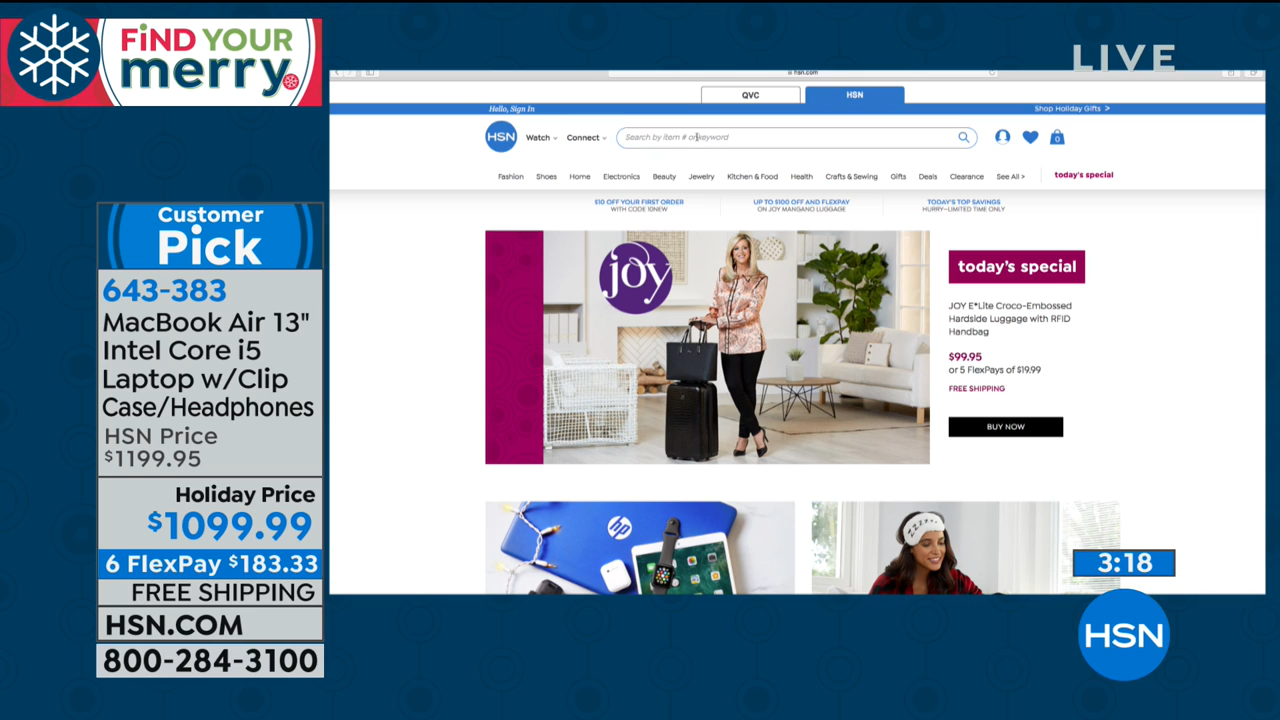 FiND YOUR
merry
LIVE
hsn.com
QVC
HSN
Hello, Sign In
Shop Holiday Gifts >
HSN
Watch
Connect
Search by item # or keyword
0
Fashion
Shoes
Home
Electronics
Beauty
Jewelry
Kitchen & Food
Health
Crafts & Sewing
Gifts
Deals
Clearance
See All >
today's special
$10 OFF YOUR FIRST ORDER
WITH CODE 10NEW
UP TO $100 OFF AND FLEXPAY
ON JOY MANGANO LUGGAGE
TODAY'S TOP SAVINGS
HURRY–LIMITED TIME ONLY
joy
today's special
JOY E*Lite Croco-Embossed
Hardside Luggage with RFID
Handbag
$99.95
or 5 FlexPays of $19.99
FREE SHIPPING
BUY NOW
hp
ZZZZ...
Customer
Pick
643-383
MacBook Air 13"
Intel Core i5
Laptop w/Clip
Case/Headphones
HSN Price
$1199.95
Holiday Price
$1099.99
6 FlexPay $183.33
FREE SHIPPING
HSN.COM
800-284-3100
3:18
HSN